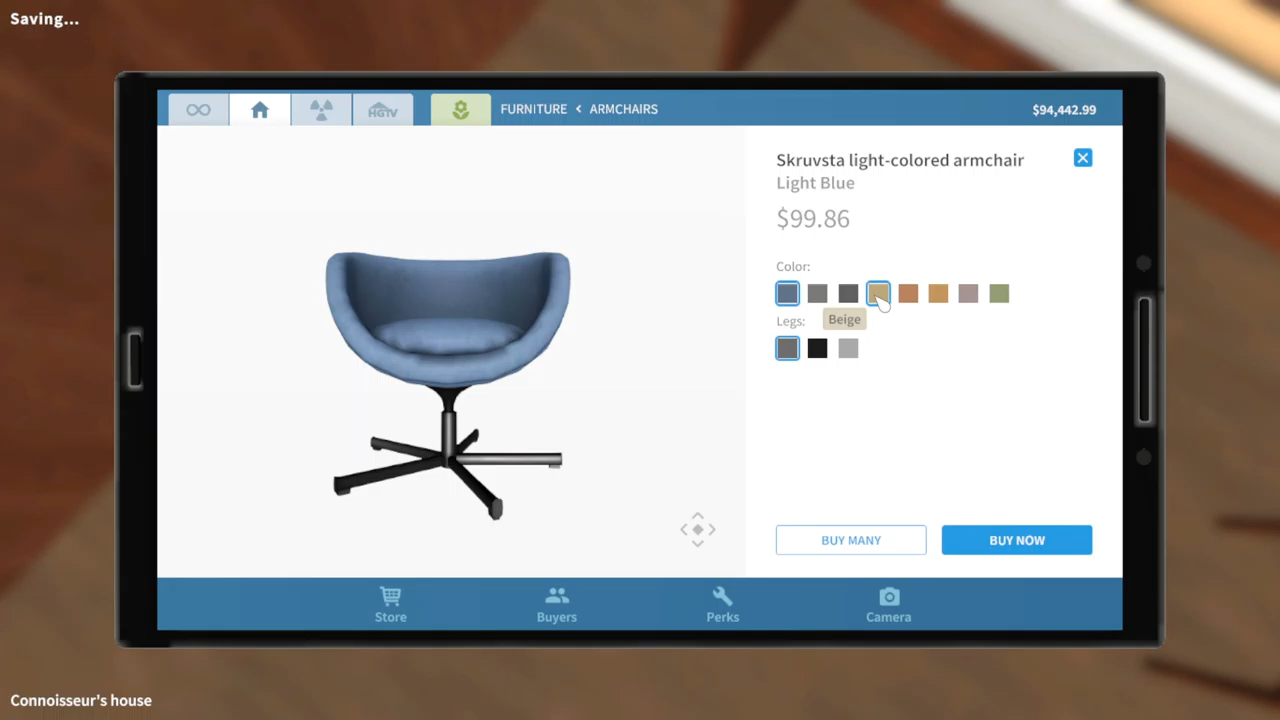 Saving...
HGTV
FURNITURE < ARMCHAIRS
$94,442.99
Skruvsta light-colored armchair
Light Blue
$99.86
Color:
Legs:
Beige
BUY MANY
BUY NOW
Store
Buyers
Perks
Camera
Connoisseur's house